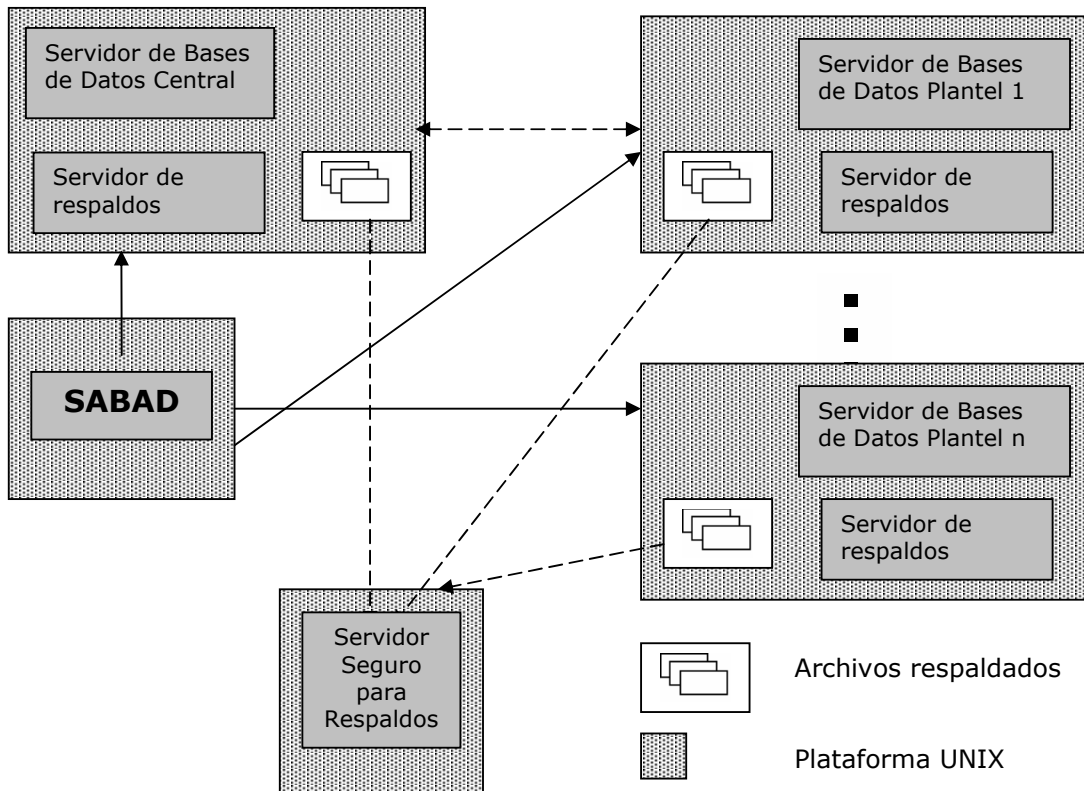 Servidor de Bases
de Datos Central
Servidor de
respaldos
Servidor de Bases
de Datos Plantel 1
Servidor de
respaldos
SABAD
Servidor de Bases
de Datos Plantel n
Servidor de
respaldos
Servidor
Seguro
para
Respaldos
Archivos respaldados
Plataforma UNIX